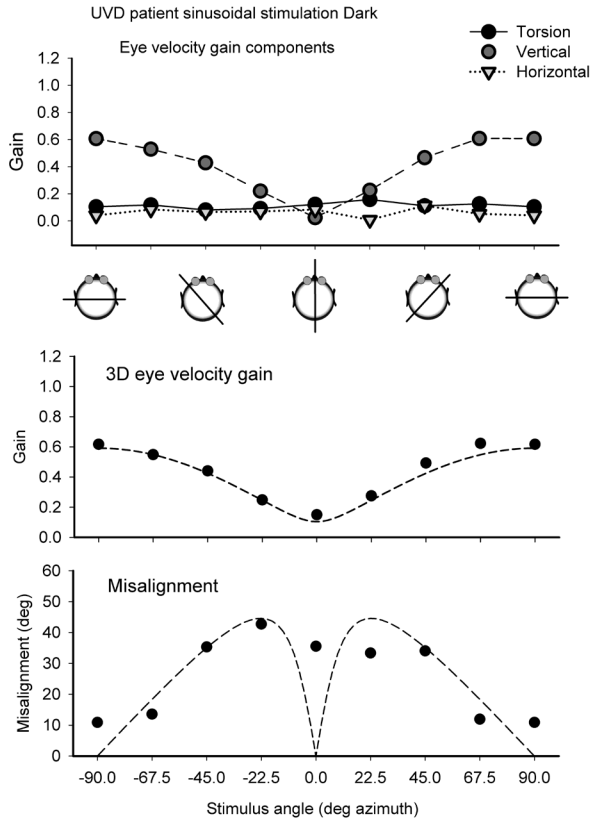 UVD patient sinusoidal stimulation Dark
Eye velocity gain components
Torsion
Vertical
Horizontal
1.2
1.0
0.8
0.6
0.4
0.2
0.0
Gain
3D eye velocity gain
1.2
1.0
0.8
0.6
0.4
0.2
0.0
Gain
Misalignment
60
50
40
30
20
10
0
Misalignment (deg)
-90.0 -67.5 -45.0 -22.5 0.0 22.5 45.0 67.5 90.0
Stimulus angle (deg azimuth)